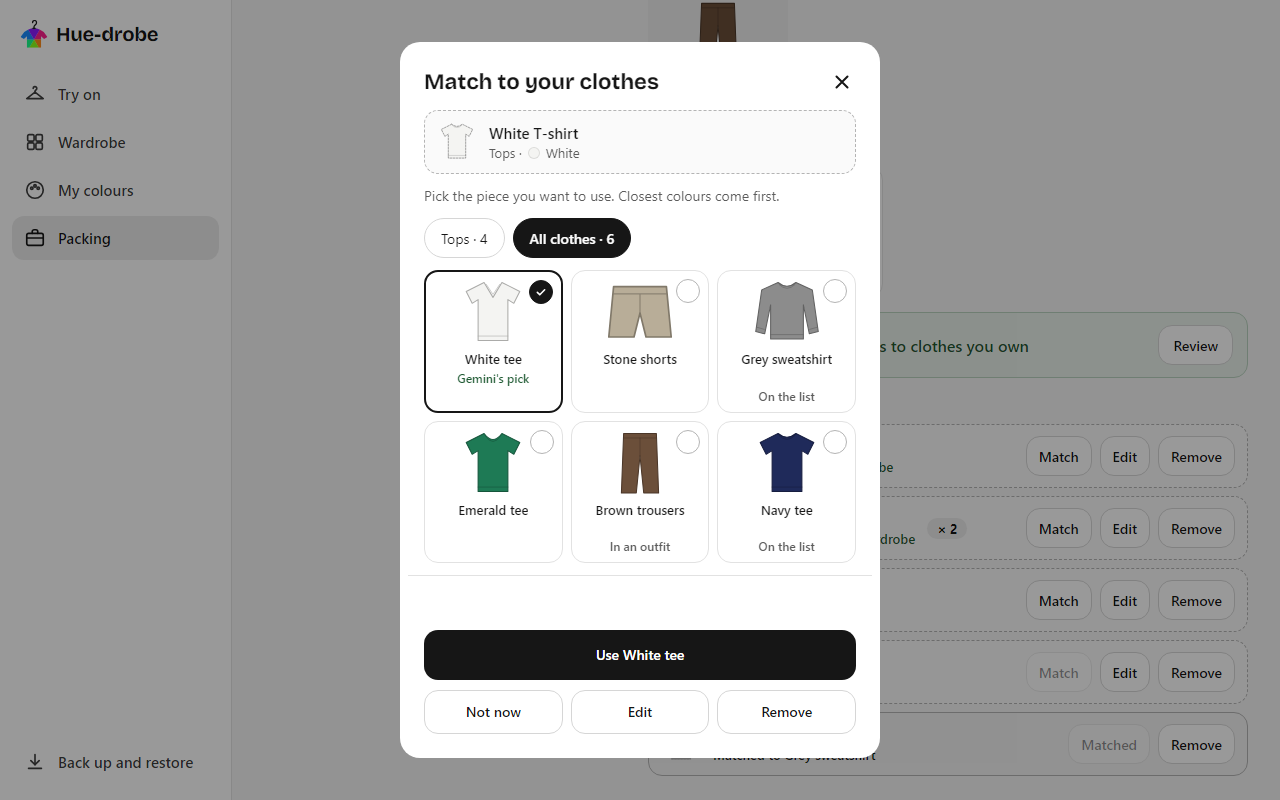 Hue-drobe
Try on
Wardrobe
My colours
Packing
Back up and restore
Match to your clothes
White T-shirt
Tops · White
Pick the piece you want to use. Closest colours come first.
Tops · 4
All clothes · 6
White tee
Gemini's pick
Stone shorts
Grey sweatshirt
On the list
Emerald tee
Brown trousers
In an outfit
Navy tee
On the list
Use White tee
Not now
Edit
Remove
s to clothes you own
Review
be
Match
Edit
Remove
drobe
× 2
Match
Edit
Remove
Match
Edit
Remove
Match
Edit
Remove
Matched
Remove